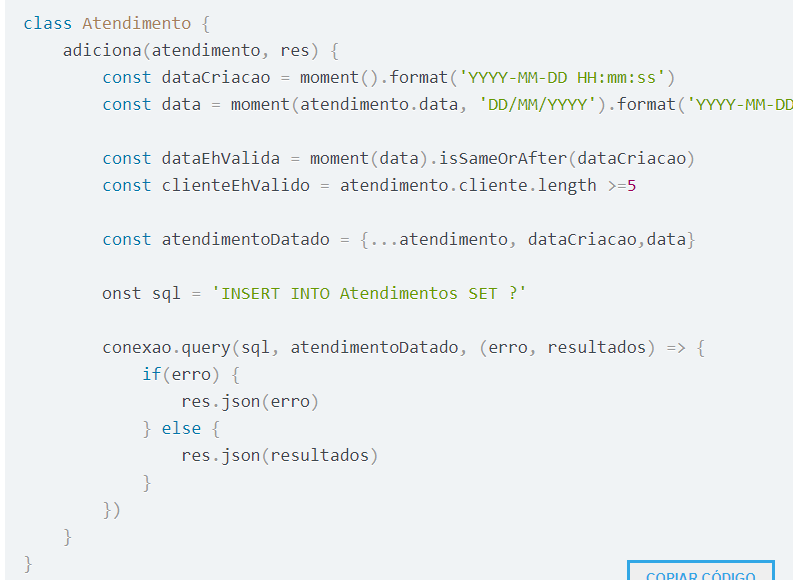 class Atendimento {
    adiciona(atendimento, res) {
        const dataCriacao = moment().format('YYYY-MM-DD HH:mm:ss')
        const data = moment(atendimento.data, 'DD/MM/YYYY').format('YYYY-MM-DD
        const dataEhValida = moment(data).isSameOrAfter(dataCriacao)
        const clienteEhValido = atendimento.cliente.length >=5
        const atendimentoDatado = {...atendimento, dataCriacao,data}
        onst sql = 'INSERT INTO Atendimentos SET ?'
        conexao.query(sql, atendimentoDatado, (erro, resultados) => {
            if(erro) {
                res.json(erro)
            } else {
                res.json(resultados)
            }
        })
    }
}
COPIAR CÓDIGO